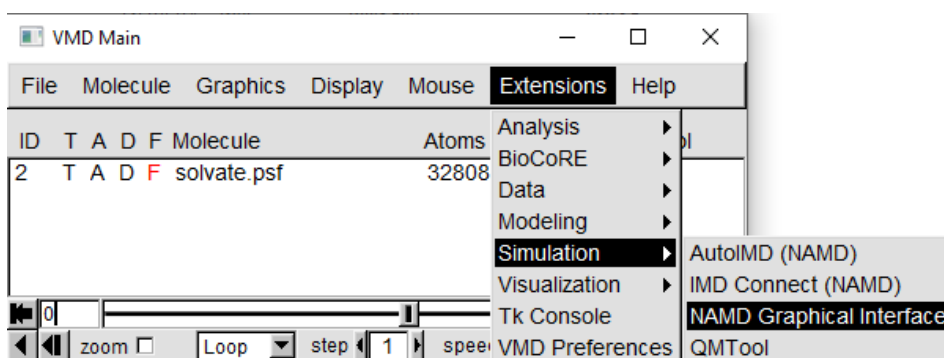 VMD Main
File Molecule Graphics Display Mouse Extensions Help
ID T A D F Molecule Atoms
2 T A D F solvate.psf 32808
Analysis
BioCoRE
Data
Modeling
Simulation
Visualization
Tk Console
VMD Preferences
AutoIMD (NAMD)
IMD Connect (NAMD)
NAMD Graphical Interface
QMTool
0
zoom Loop step 1